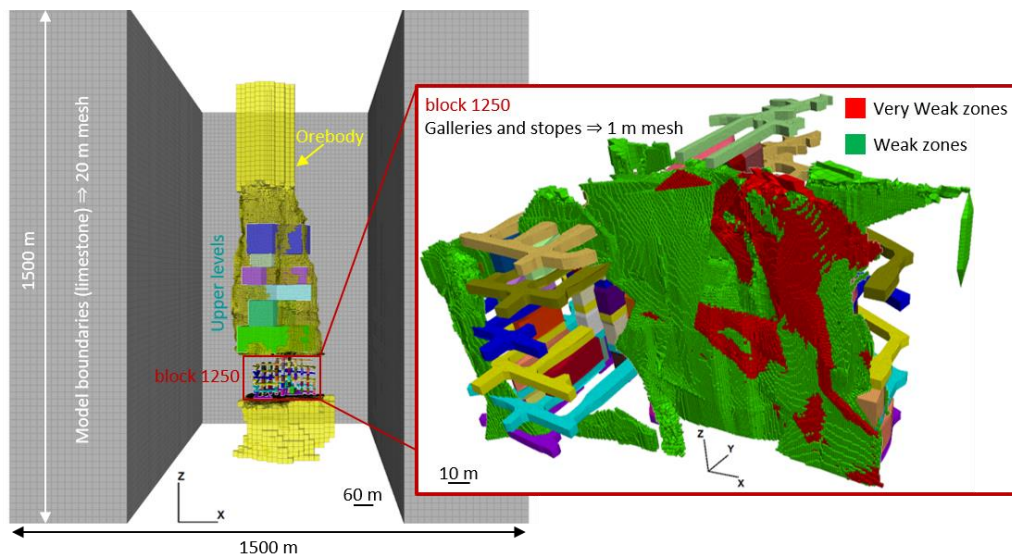 1500 m
Model boundaries (limestone) ⇒ 20 m mesh
Orebody
Upper levels
block 1250
Z
X
60 m
1500 m
block 1250
Galleries and stopes ⇒ 1 m mesh
Very Weak zones
Weak zones
10 m
Z
Y
X